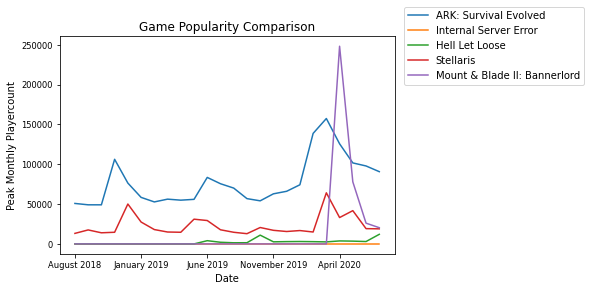 Game Popularity Comparison
ARK: Survival Evolved
Internal Server Error
Hell Let Loose
Stellaris
Mount & Blade II: Bannerlord
Peak Monthly Playercount
250000
200000
150000
100000
50000
0
August 2018 January 2019 June 2019 November 2019 April 2020
Date